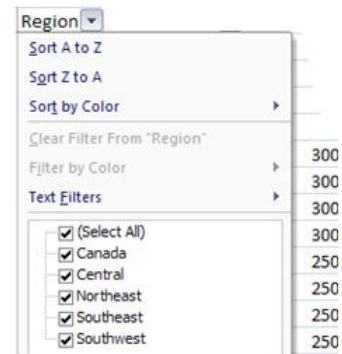 Region
Sort A to Z
Sort Z to A
Sort by Color
Clear Filter From "Region"
Filter by Color
Text Filters
(Select All)
Canada
Central
Northeast
Southeast
Southwest
300
300
300
300
250
250
250
250